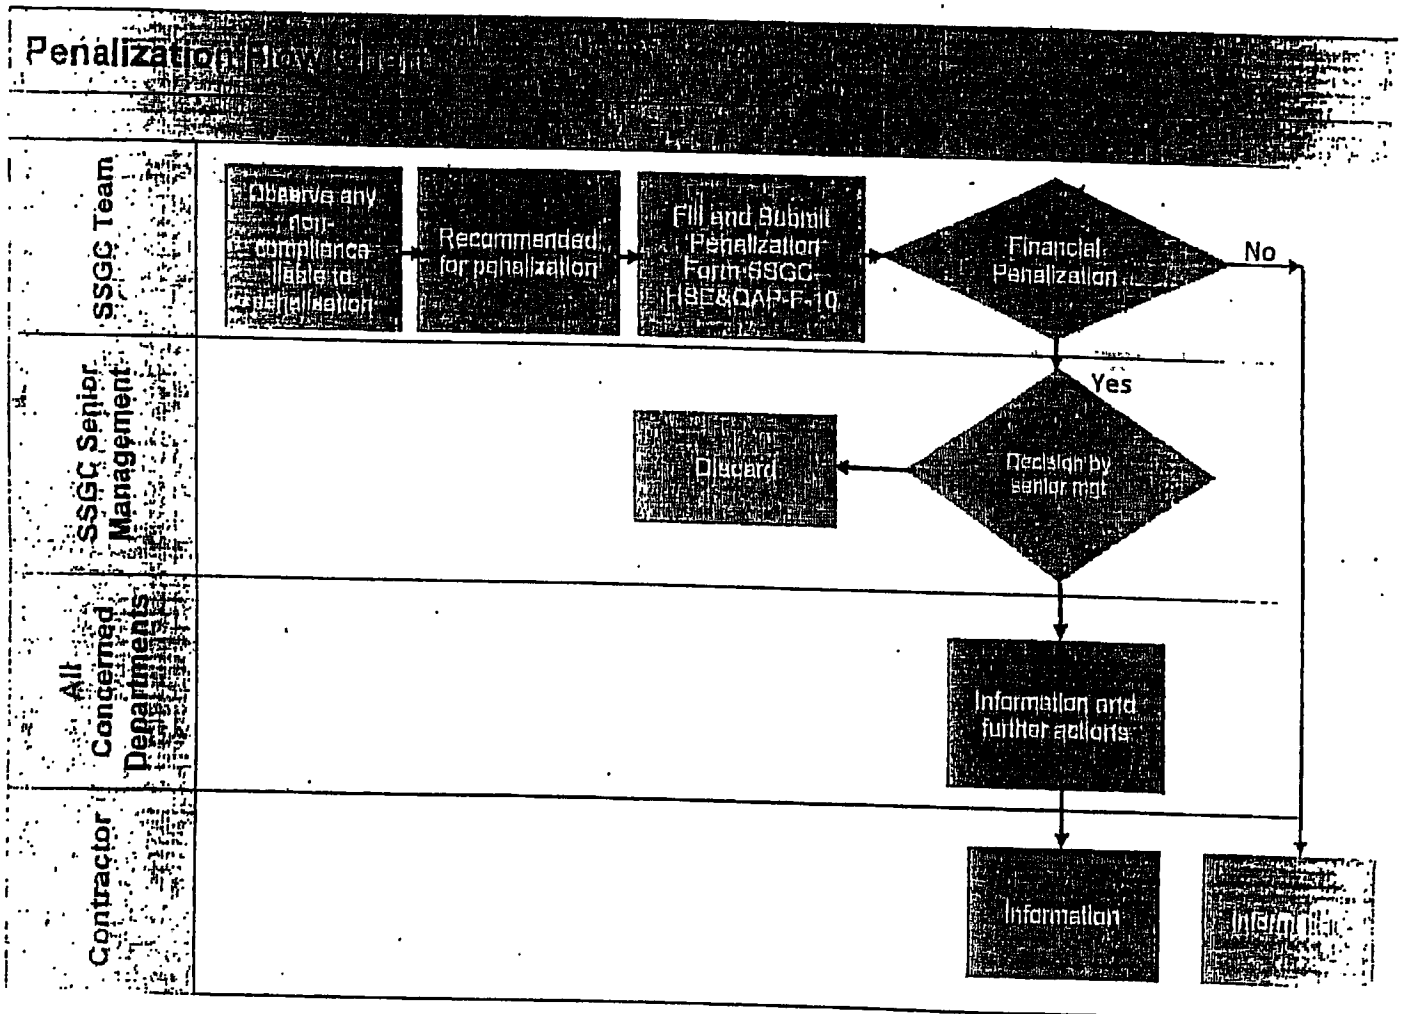 Penalization Flow Chart
SSGC Team
Observe any
non-
compliance
liable to
penalization
Recommended
for penalization
Fill and Submit
Penalization
Form-SSGC-
HSE&QAP-F-10
Financial
Penalization
No
SSGC Senior
Management
Yes
Discard
Decision by
senior mgt
All
Concerned
Departments
Information and
further actions
Contractor
Information